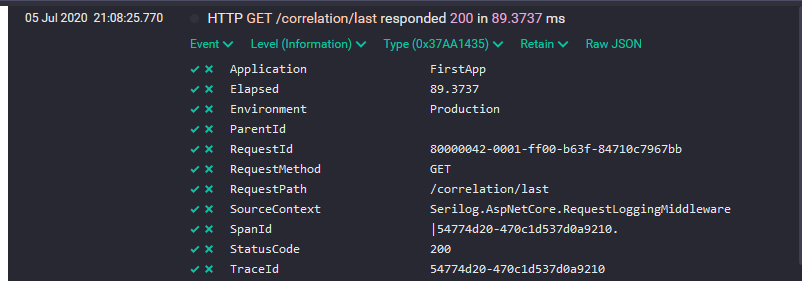 05 Jul 2020 21:08:25.770 HTTP GET /correlation/last responded 200 in 89.3737 ms
Event Level (Information) Type (0x37AA1435) Retain Raw JSON
Application FirstApp
Elapsed 89.3737
Environment Production
ParentId
RequestId 80000042-0001-ff00-b63f-84710c7967bb
RequestMethod GET
RequestPath /correlation/last
SourceContext Serilog.AspNetCore.RequestLoggingMiddleware
SpanId |54774d20-470c1d537d0a9210.
StatusCode 200
TraceId 54774d20-470c1d537d0a9210